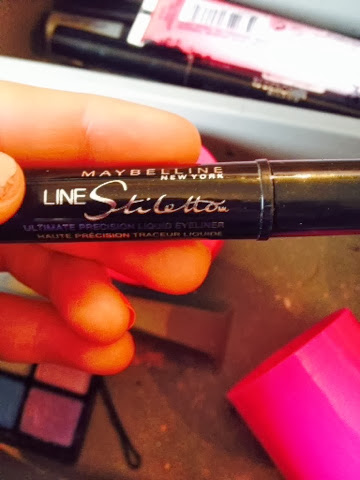 MAYBELLINE
NEW YORK
LINE Stiletto
ULTIMATE PRECISION LIQUID EYELINER
HAUTE PRÉCISION TRACEUR LIQUIDE